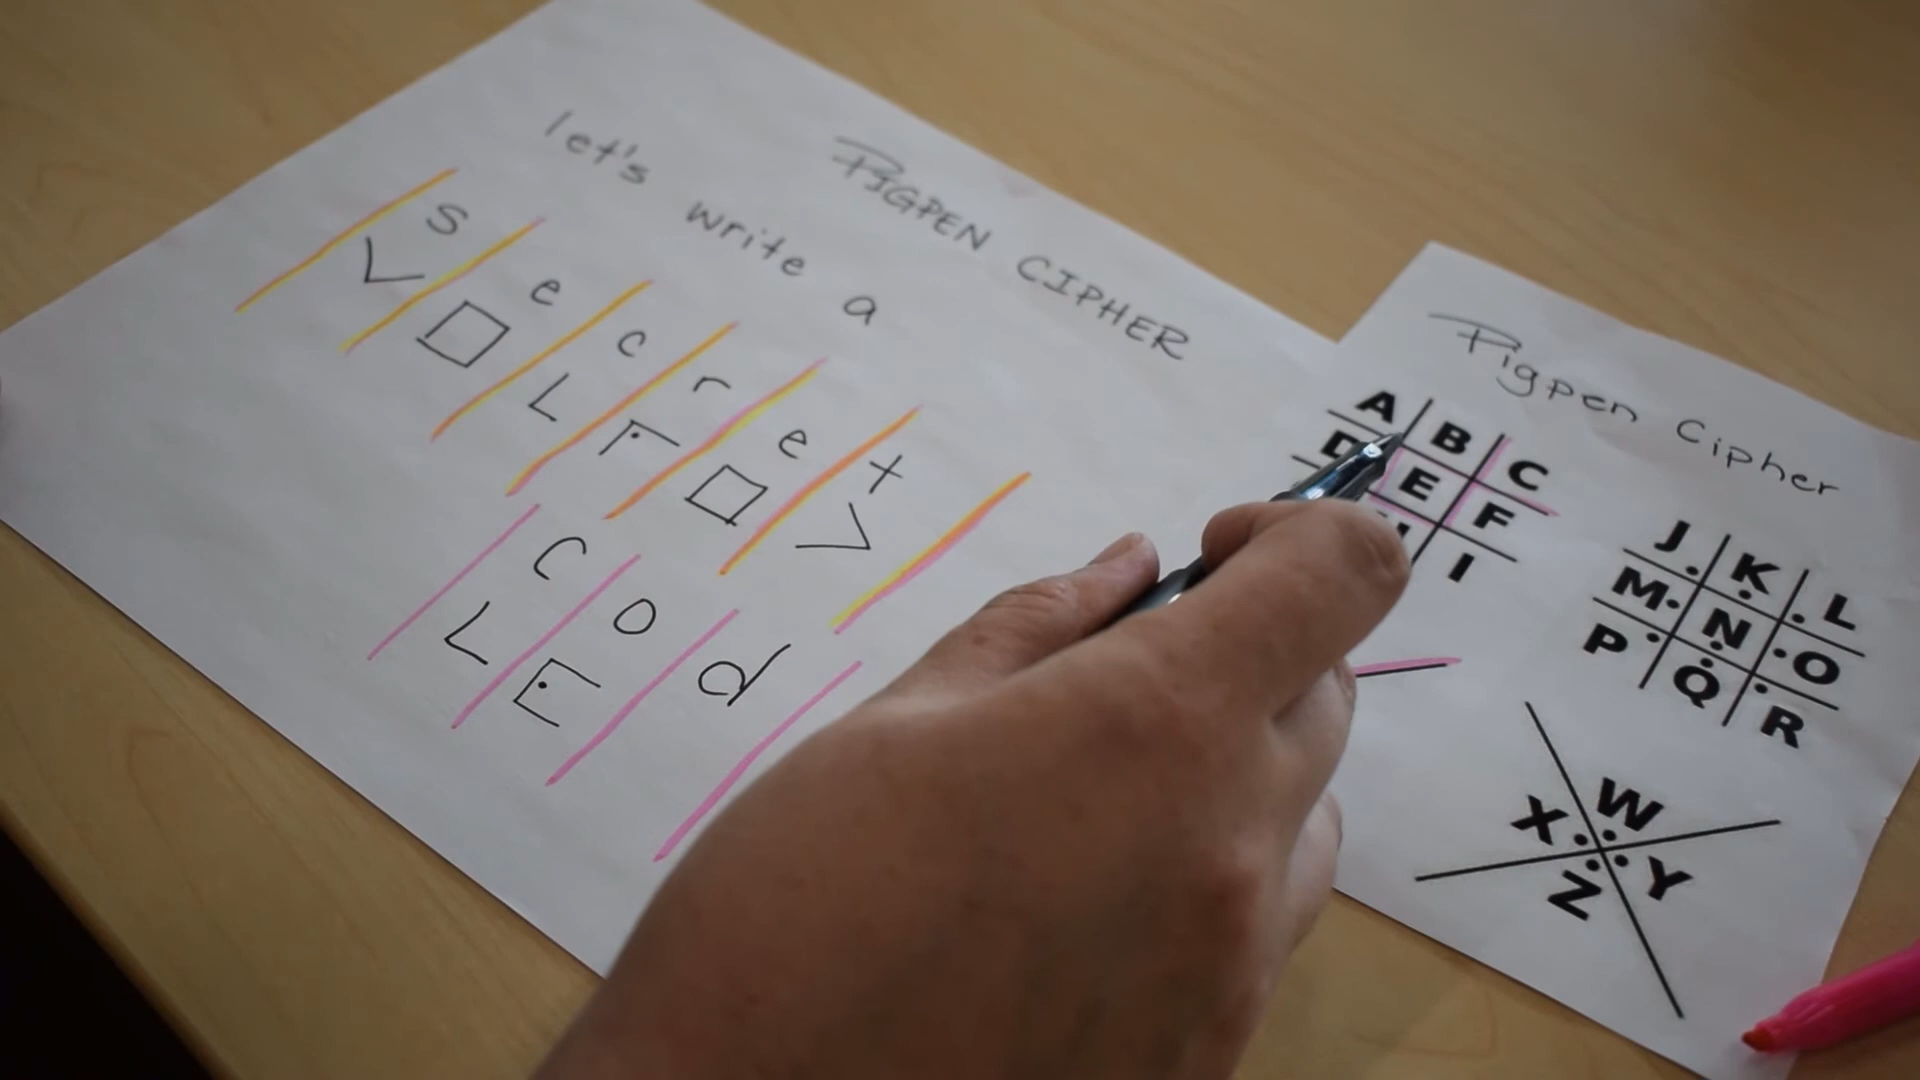 PIGPEN CIPHER
let's write a
s e c r e t
c o d
Pigpen Cipher
A B C
D E F
I
J K L
M N O
P Q R
W
X Y
Z